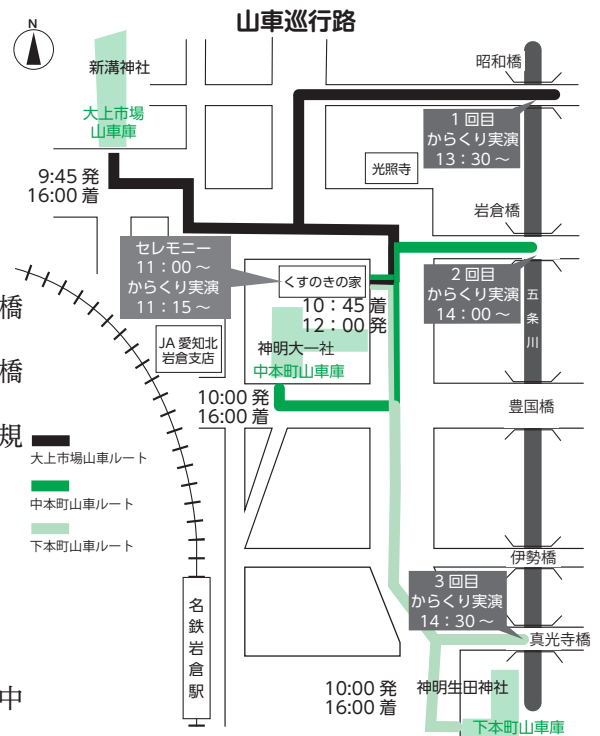 山車巡行路
N
新溝神社
大上市場
山車庫
9:45 発
16:00 着
昭和橋
1 回目
からくり実演
13：30 ～
光照寺
岩倉橋
セレモニー
11：00 ～
からくり実演
11：15 ～
くすのきの家
10：45 着
12：00 発
2 回目
からくり実演
14：00 ～
五条川
橋
JA 愛知北
岩倉支店
神明大一社
中本町山車庫
橋
10:00 発
16:00 着
豊国橋
規
大上市場山車ルート
中本町山車ルート
下本町山車ルート
伊勢橋
3 回目
からくり実演
14：30 ～
名鉄岩倉駅
真光寺橋
中
10:00 発
16:00 着
神明生田神社
下本町山車庫